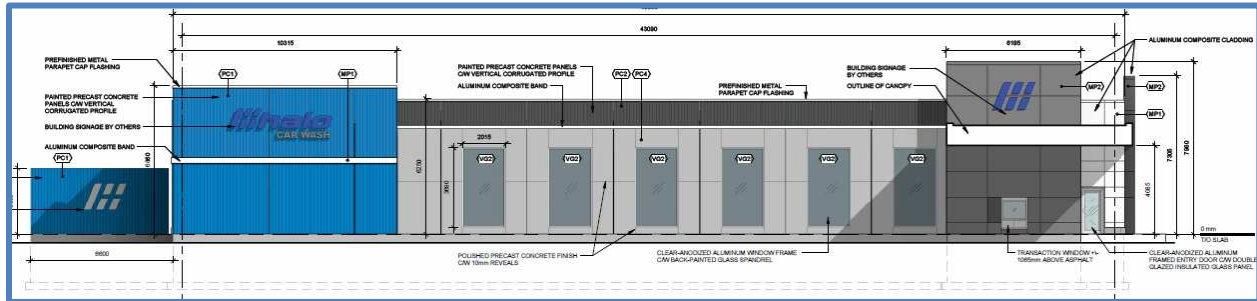 43090
10315
6195
ALUMINUM COMPOSITE CLADDING
PREFINISHED METAL
PARAPET CAP FLASHING
PC1
MP1
PAINTED PRECAST CONCRETE PANELS
C/W VERTICAL CORRUGATED PROFILE
ALUMINUM COMPOSITE BAND
PC2
PC4
PREFINISHED METAL
PARAPET CAP FLASHING
BUILDING SIGNAGE
BY OTHERS
OUTLINE OF CANOPY
MP2
MP2
MP1
PAINTED PRECAST CONCRETE
PANELS C/W VERTICAL
CORRUGATED PROFILE
BUILDING SIGNAGE BY OTHERS
ALUMINUM COMPOSITE BAND
PC1
halo
CAR WASH
2015
VG2
VG2
VG2
VG2
VG2
VG2
6250
4085
7305
7980
0 mm
T/O SLAB
6600
POLISHED PRECAST CONCRETE FINISH
C/W 10mm REVEALS
CLEAR-ANODIZED ALUMINUM WINDOW FRAME
C/W BACK-PAINTED GLASS SPANDREL
TRANSACTION WINDOW +/-
1065mm ABOVE ASPHALT
CLEAR-ANODIZED ALUMINUM
FRAMED ENTRY DOOR C/W DOUBLE
GLAZED INSULATED GLASS PANEL